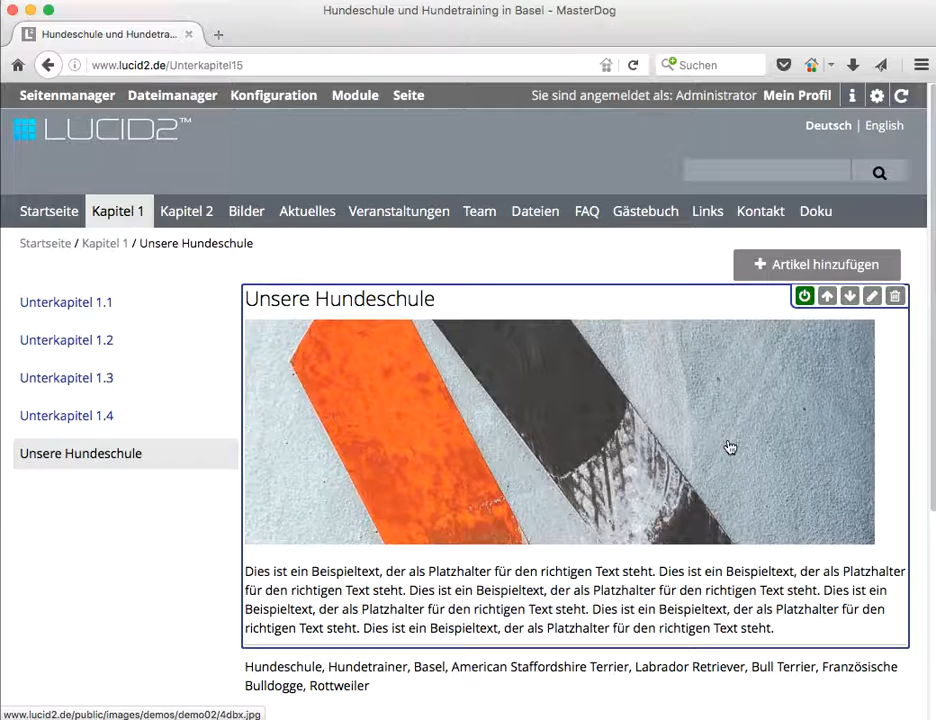 Hundeschule und Hundetraining in Basel - MasterDog
Hundeschule und Hundetra...
www.lucid2.de/Unterkapitel15
Suchen
Seitenmanager Dateimanager Konfiguration Module Seite Sie sind angemeldet als: Administrator Mein Profil
LUCID2™
Deutsch | English
Startseite Kapitel 1 Kapitel 2 Bilder Aktuelles Veranstaltungen Team Dateien FAQ Gästebuch Links Kontakt Doku
Startseite / Kapitel 1 / Unsere Hundeschule
+ Artikel hinzufügen
Unterkapitel 1.1
Unterkapitel 1.2
Unterkapitel 1.3
Unterkapitel 1.4
Unsere Hundeschule
Unsere Hundeschule
Dies ist ein Beispieltext, der als Platzhalter für den richtigen Text steht. Dies ist ein Beispieltext, der als Platzhalter
für den richtigen Text steht. Dies ist ein Beispieltext, der als Platzhalter für den richtigen Text steht. Dies ist ein
Beispieltext, der als Platzhalter für den richtigen Text steht. Dies ist ein Beispieltext, der als Platzhalter für den
richtigen Text steht. Dies ist ein Beispieltext, der als Platzhalter für den richtigen Text steht.
Hundeschule, Hundetrainer, Basel, American Staffordshire Terrier, Labrador Retriever, Bull Terrier, Französische
Bulldogge, Rottweiler
www.lucid2.de/public/images/demos/demo02/4dbx.jpg